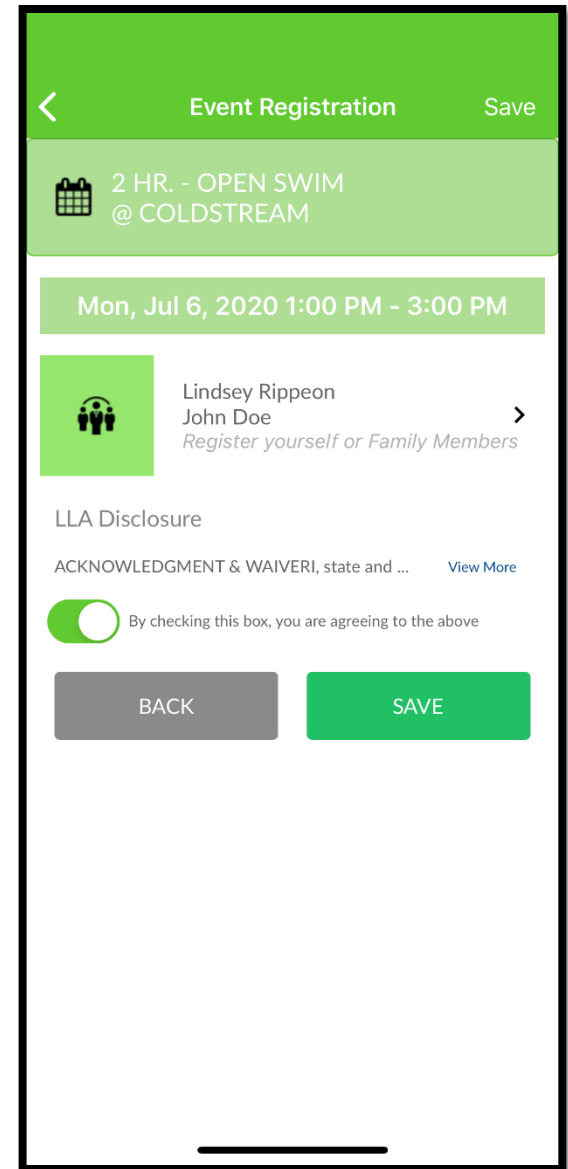 Event Registration
Save
2 HR. - OPEN SWIM
@ COLDSTREAM
Mon, Jul 6, 2020 1:00 PM - 3:00 PM
Lindsey Rippeon
John Doe
Register yourself or Family Members
LLA Disclosure
ACKNOWLEDGMENT & WAIVERI, state and ... View More
By checking this box, you are agreeing to the above
BACK
SAVE